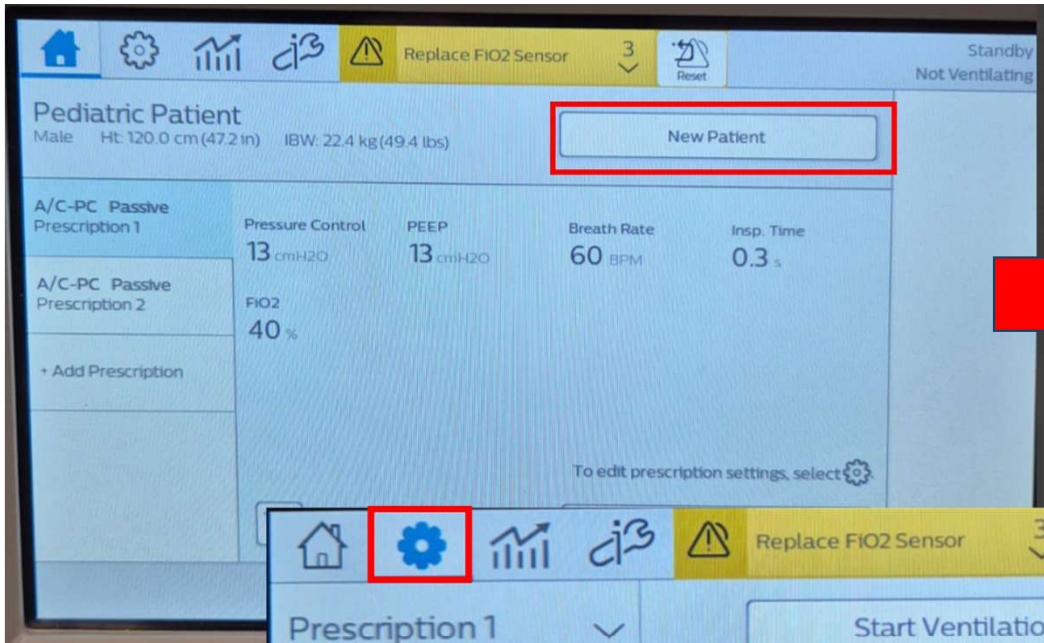 Replace FiO2 Sensor
3
Reset
Standby
Not Ventilating
Pediatric Patient
Male Ht: 120.0 cm (47.2 in) IBW: 22.4 kg (49.4 lbs)
New Patient
A/C-PC Passive
Prescription 1
Pressure Control
13 cmH2O
PEEP
13 cmH2O
Breath Rate
60 BPM
Insp. Time
0.3 s
A/C-PC Passive
Prescription 2
FiO2
40 %
+ Add Prescription
To edit prescription settings, select
Replace FiO2 Sensor
3
Prescription 1
Start Ventilatio